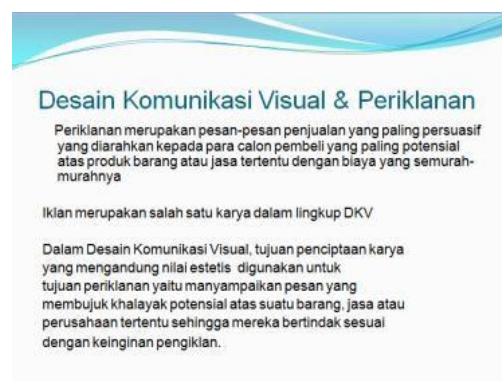 Desain Komunikasi Visual & Periklanan
Periklanan merupakan pesan-pesan penjualan yang paling persuasif
yang diarahkan kepada para calon pembeli yang paling potensial
atas produk barang atau jasa tertentu dengan biaya yang semurah-
murahnya
Iklan merupakan salah satu karya dalam lingkup DKV
Dalam Desain Komunikasi Visual, tujuan penciptaan karya
yang mengandung nilai estetis digunakan untuk
tujuan periklanan yaitu manyampaikan pesan yang
membujuk khalayak potensial atas suatu barang, jasa atau
perusahaan tertentu sehingga mereka bertindak sesuai
dengan keinginan pengiklan.